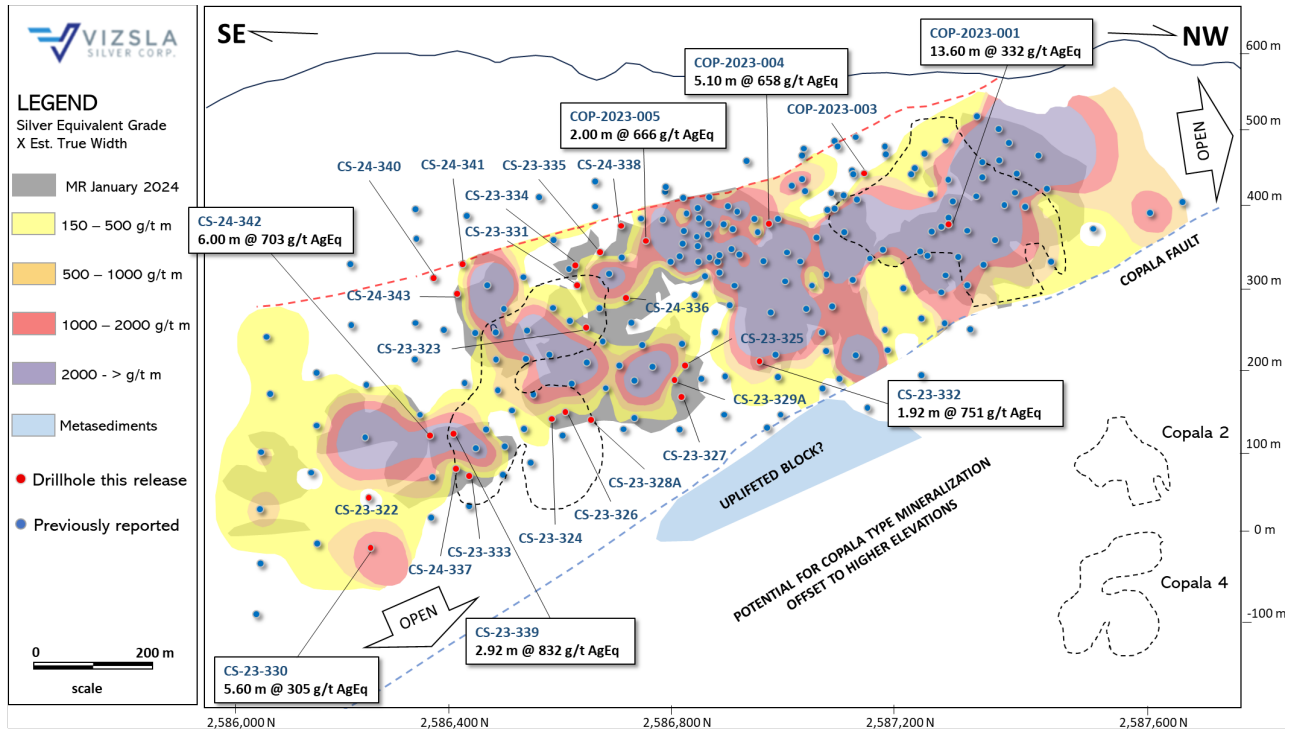 VIZSLA
SILVER CORP.
LEGEND
Silver Equivalent Grade
X Est. True Width
MR January 2024
150 – 500 g/t m
500 – 1000 g/t m
1000 – 2000 g/t m
2000 - > g/t m
Metasediments
Drillhole this release
Previously reported
0 200 m
scale
SE
NW
COP-2023-001
13.60 m @ 332 g/t AgEq
COP-2023-004
5.10 m @ 658 g/t AgEq
COP-2023-003
COP-2023-005
2.00 m @ 666 g/t AgEq
CS-24-340
CS-24-341
CS-23-335
CS-24-338
CS-23-334
CS-23-331
CS-24-342
6.00 m @ 703 g/t AgEq
CS-24-343
CS-24-336
CS-23-323
CS-23-325
CS-23-329A
CS-23-332
1.92 m @ 751 g/t AgEq
CS-23-327
CS-23-328A
CS-23-326
CS-23-324
CS-23-322
CS-23-333
CS-24-337
CS-23-339
2.92 m @ 832 g/t AgEq
CS-23-330
5.60 m @ 305 g/t AgEq
OPEN
OPEN
COPALA FAULT
UPLIFETED BLOCK?
POTENTIAL FOR COPALA TYPE MINERALIZATION
OFFSET TO HIGHER ELEVATIONS
Copala 2
Copala 4
600 m
500 m
400 m
300 m
200 m
100 m
0 m
-100 m
2,586,000 N
2,586,400 N
2,586,800 N
2,587,200 N
2,587,600 N